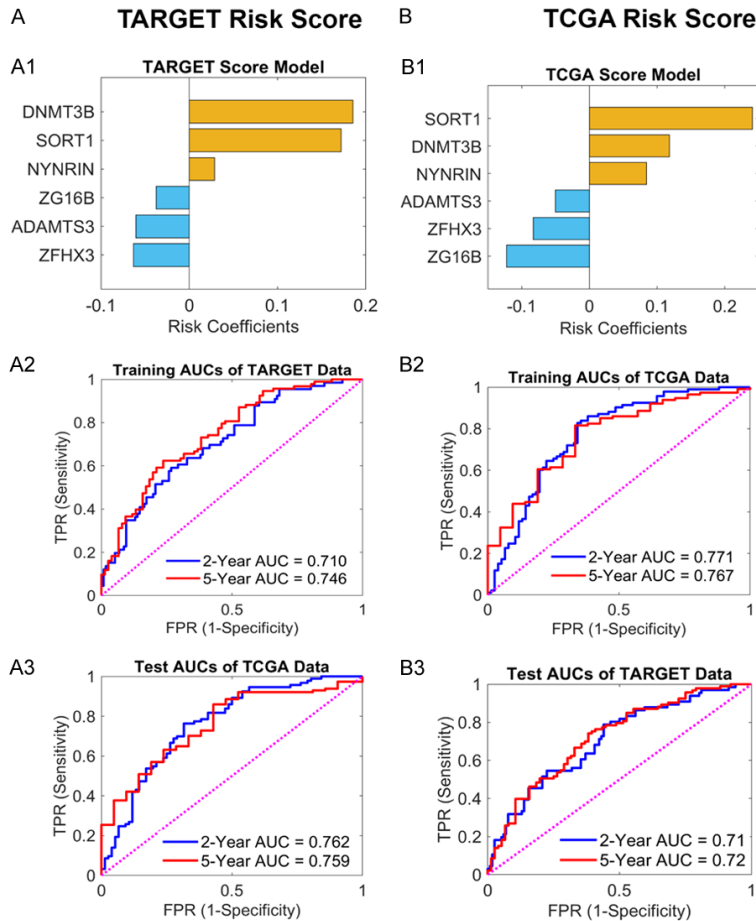 A TARGET Risk Score
A1
TARGET Score Model
DNMT3B
SORT1
NYNRIN
ZG16B
ADAMTS3
ZFHX3
-0.1 0 0.1 0.2
Risk Coefficients
A2
Training AUCs of TARGET Data
TPR (Sensitivity)
1
0.8
0.6
0.4
0.2
0
2-Year AUC = 0.710
5-Year AUC = 0.746
0 0.5 1
FPR (1-Specificity)
A3
Test AUCs of TCGA Data
TPR (Sensitivity)
1
0.8
0.6
0.4
0.2
0
2-Year AUC = 0.762
5-Year AUC = 0.759
0 0.5 1
FPR (1-Specificity)
B TCGA Risk Score
B1
TCGA Score Model
SORT1
DNMT3B
NYNRIN
ADAMTS3
ZFHX3
ZG16B
-0.1 0 0.1 0.2
Risk Coefficients
B2
Training AUCs of TCGA Data
TPR (Sensitivity)
1
0.8
0.6
0.4
0.2
0
2-Year AUC = 0.771
5-Year AUC = 0.767
0 0.5 1
FPR (1-Specificity)
B3
Test AUCs of TARGET Data
TPR (Sensitivity)
1
0.8
0.6
0.4
0.2
0
2-Year AUC = 0.71
5-Year AUC = 0.72
0 0.5 1
FPR (1-Specificity)